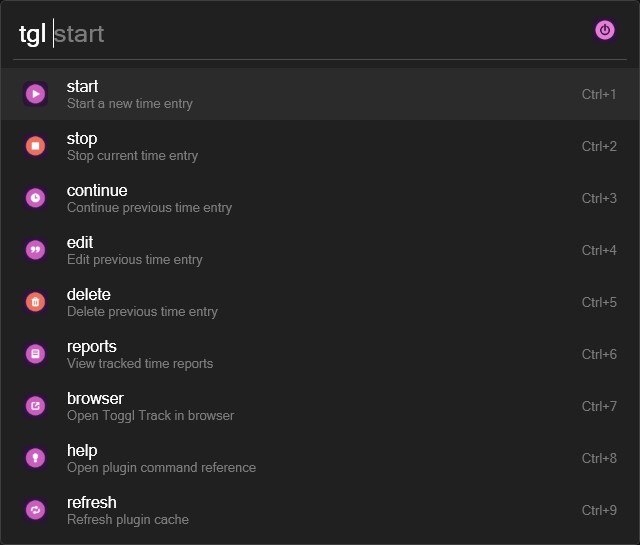 tgl start
start
Start a new time entry
Ctrl+1
stop
Stop current time entry
Ctrl+2
continue
Continue previous time entry
Ctrl+3
edit
Edit previous time entry
Ctrl+4
delete
Delete previous time entry
Ctrl+5
reports
View tracked time reports
Ctrl+6
browser
Open Toggl Track in browser
Ctrl+7
help
Open plugin command reference
Ctrl+8
refresh
Refresh plugin cache
Ctrl+9